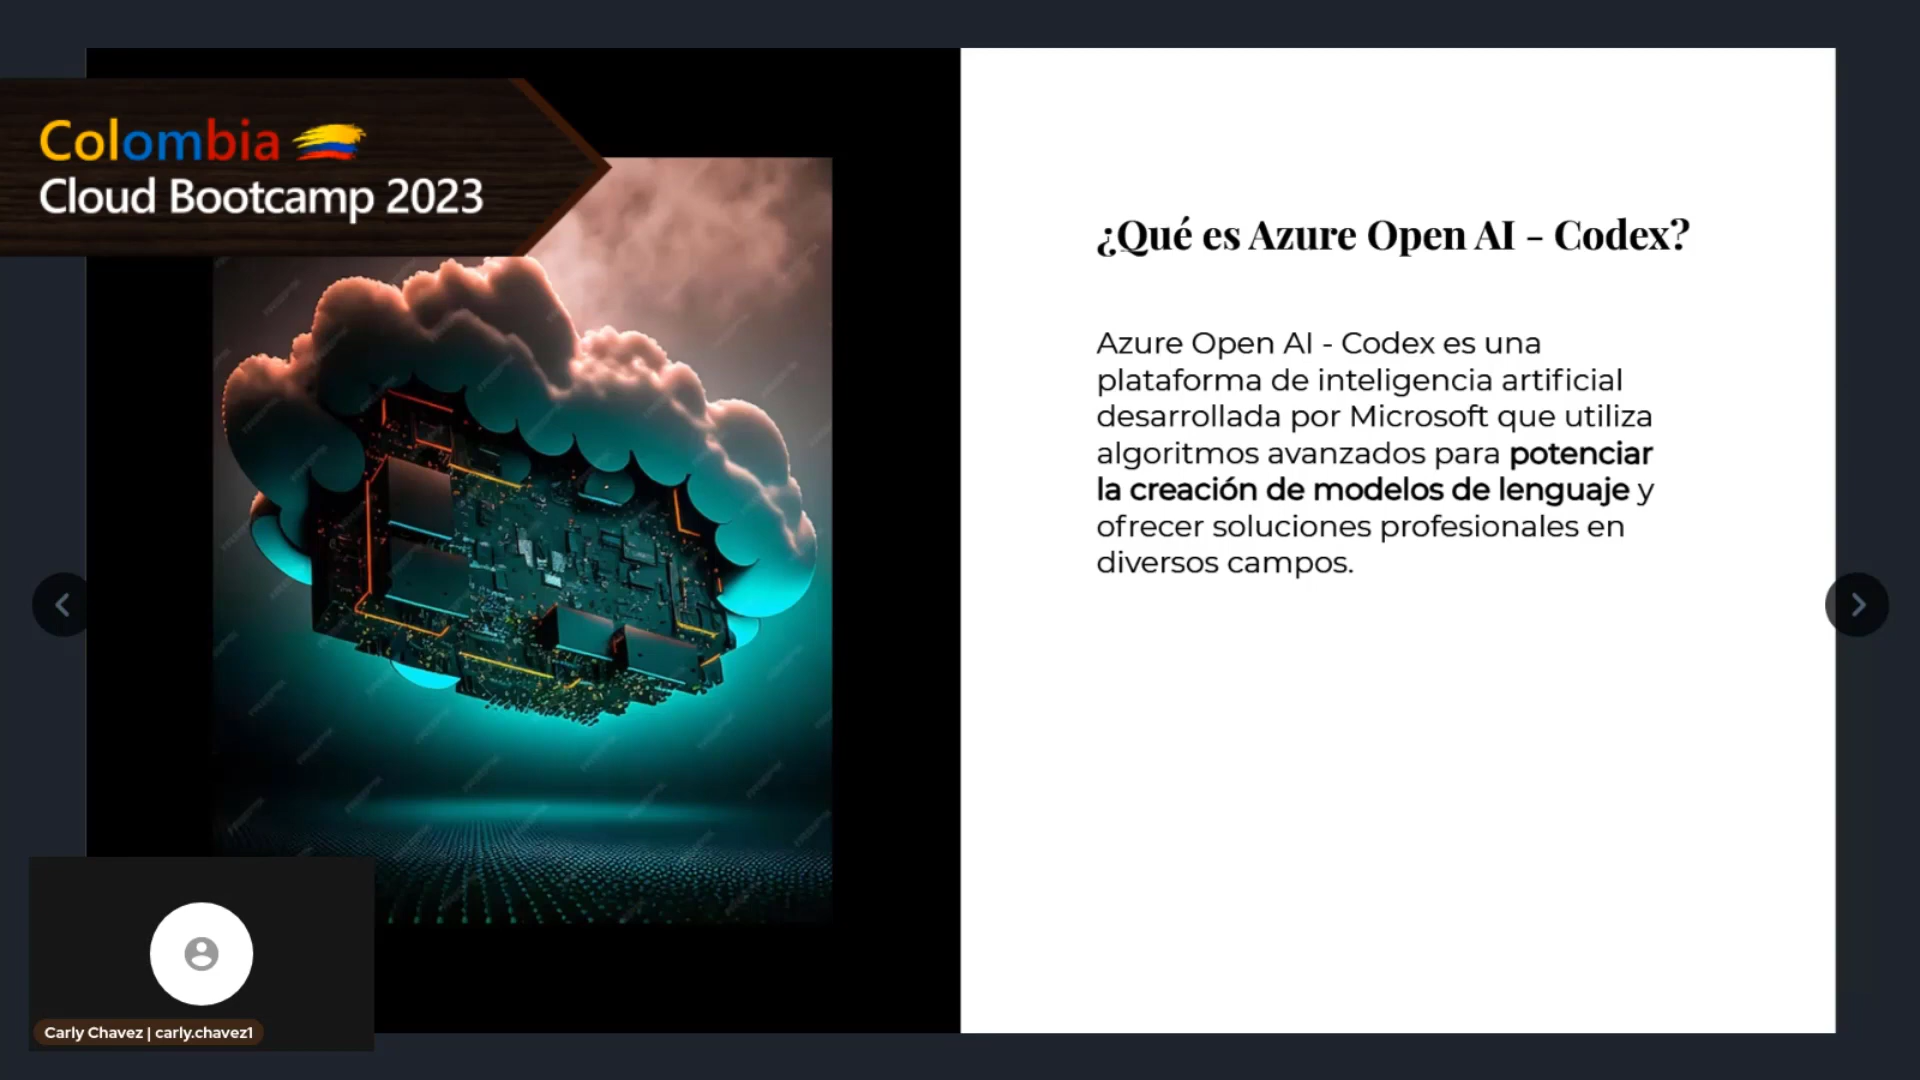 Colombia
Cloud Bootcamp 2023
¿Qué es Azure Open AI - Codex?
Azure Open AI - Codex es una
plataforma de inteligencia artificial
desarrollada por Microsoft que utiliza
algoritmos avanzados para potenciar
la creación de modelos de lenguaje y
ofrecer soluciones profesionales en
diversos campos.
Carly Chavez | carly.chavez1